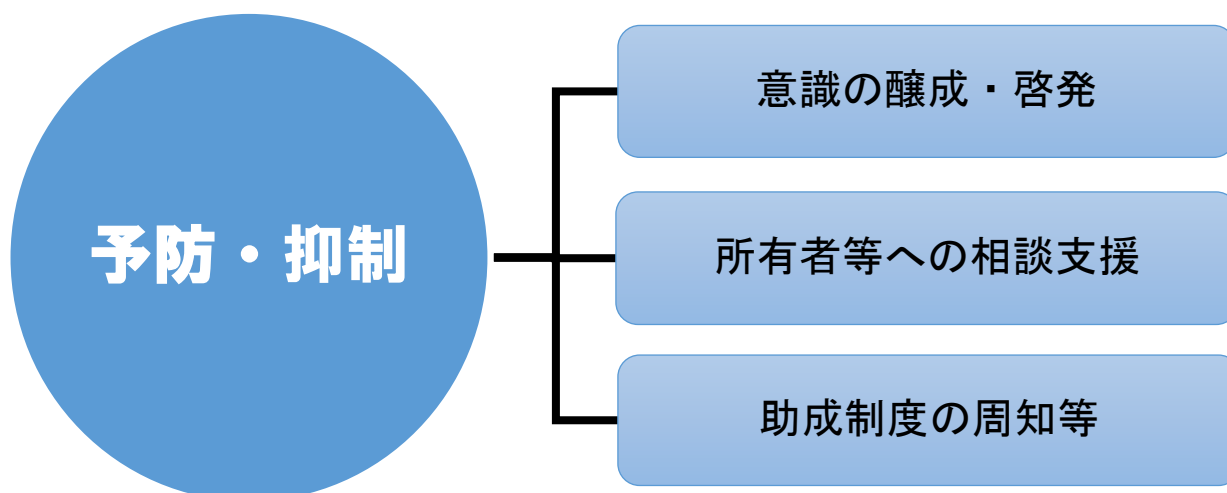 予防・抑制
意識の醸成・啓発
所有者等への相談支援
助成制度の周知等